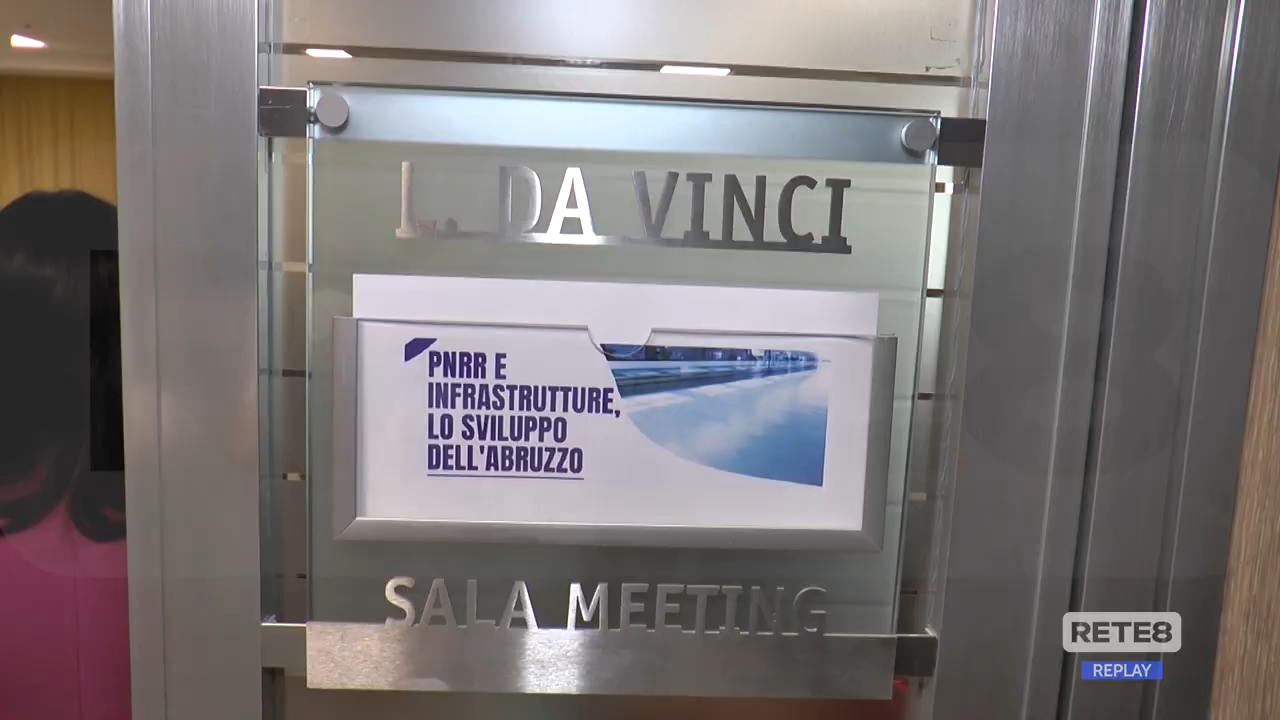 L. DA VINCI
PNRR E
INFRASTRUTTURE,
LO SVILUPPO
DELL'ABRUZZO
SALA MEETING
RETE8
REPLAY